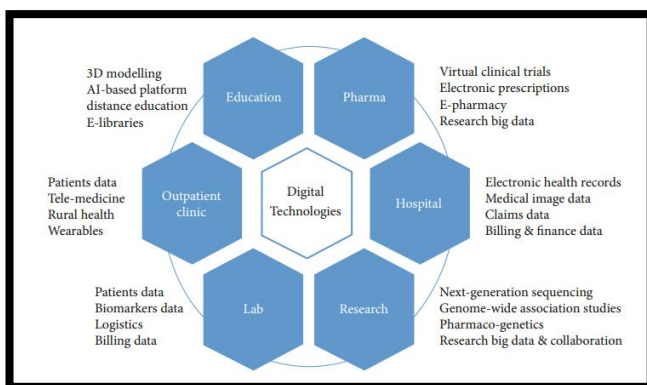 3D modelling
AI-based platform
distance education
E-libraries
Education
Pharma
Virtual clinical trials
Electronic prescriptions
E-pharmacy
Research big data
Patients data
Tele-medicine
Rural health
Wearables
Outpatient
clinic
Digital
Technologies
Hospital
Electronic health records
Medical image data
Claims data
Billing & finance data
Patients data
Biomarkers data
Logistics
Billing data
Lab
Research
Next-generation sequencing
Genome-wide association studies
Pharmaco-genetics
Research big data & collaboration